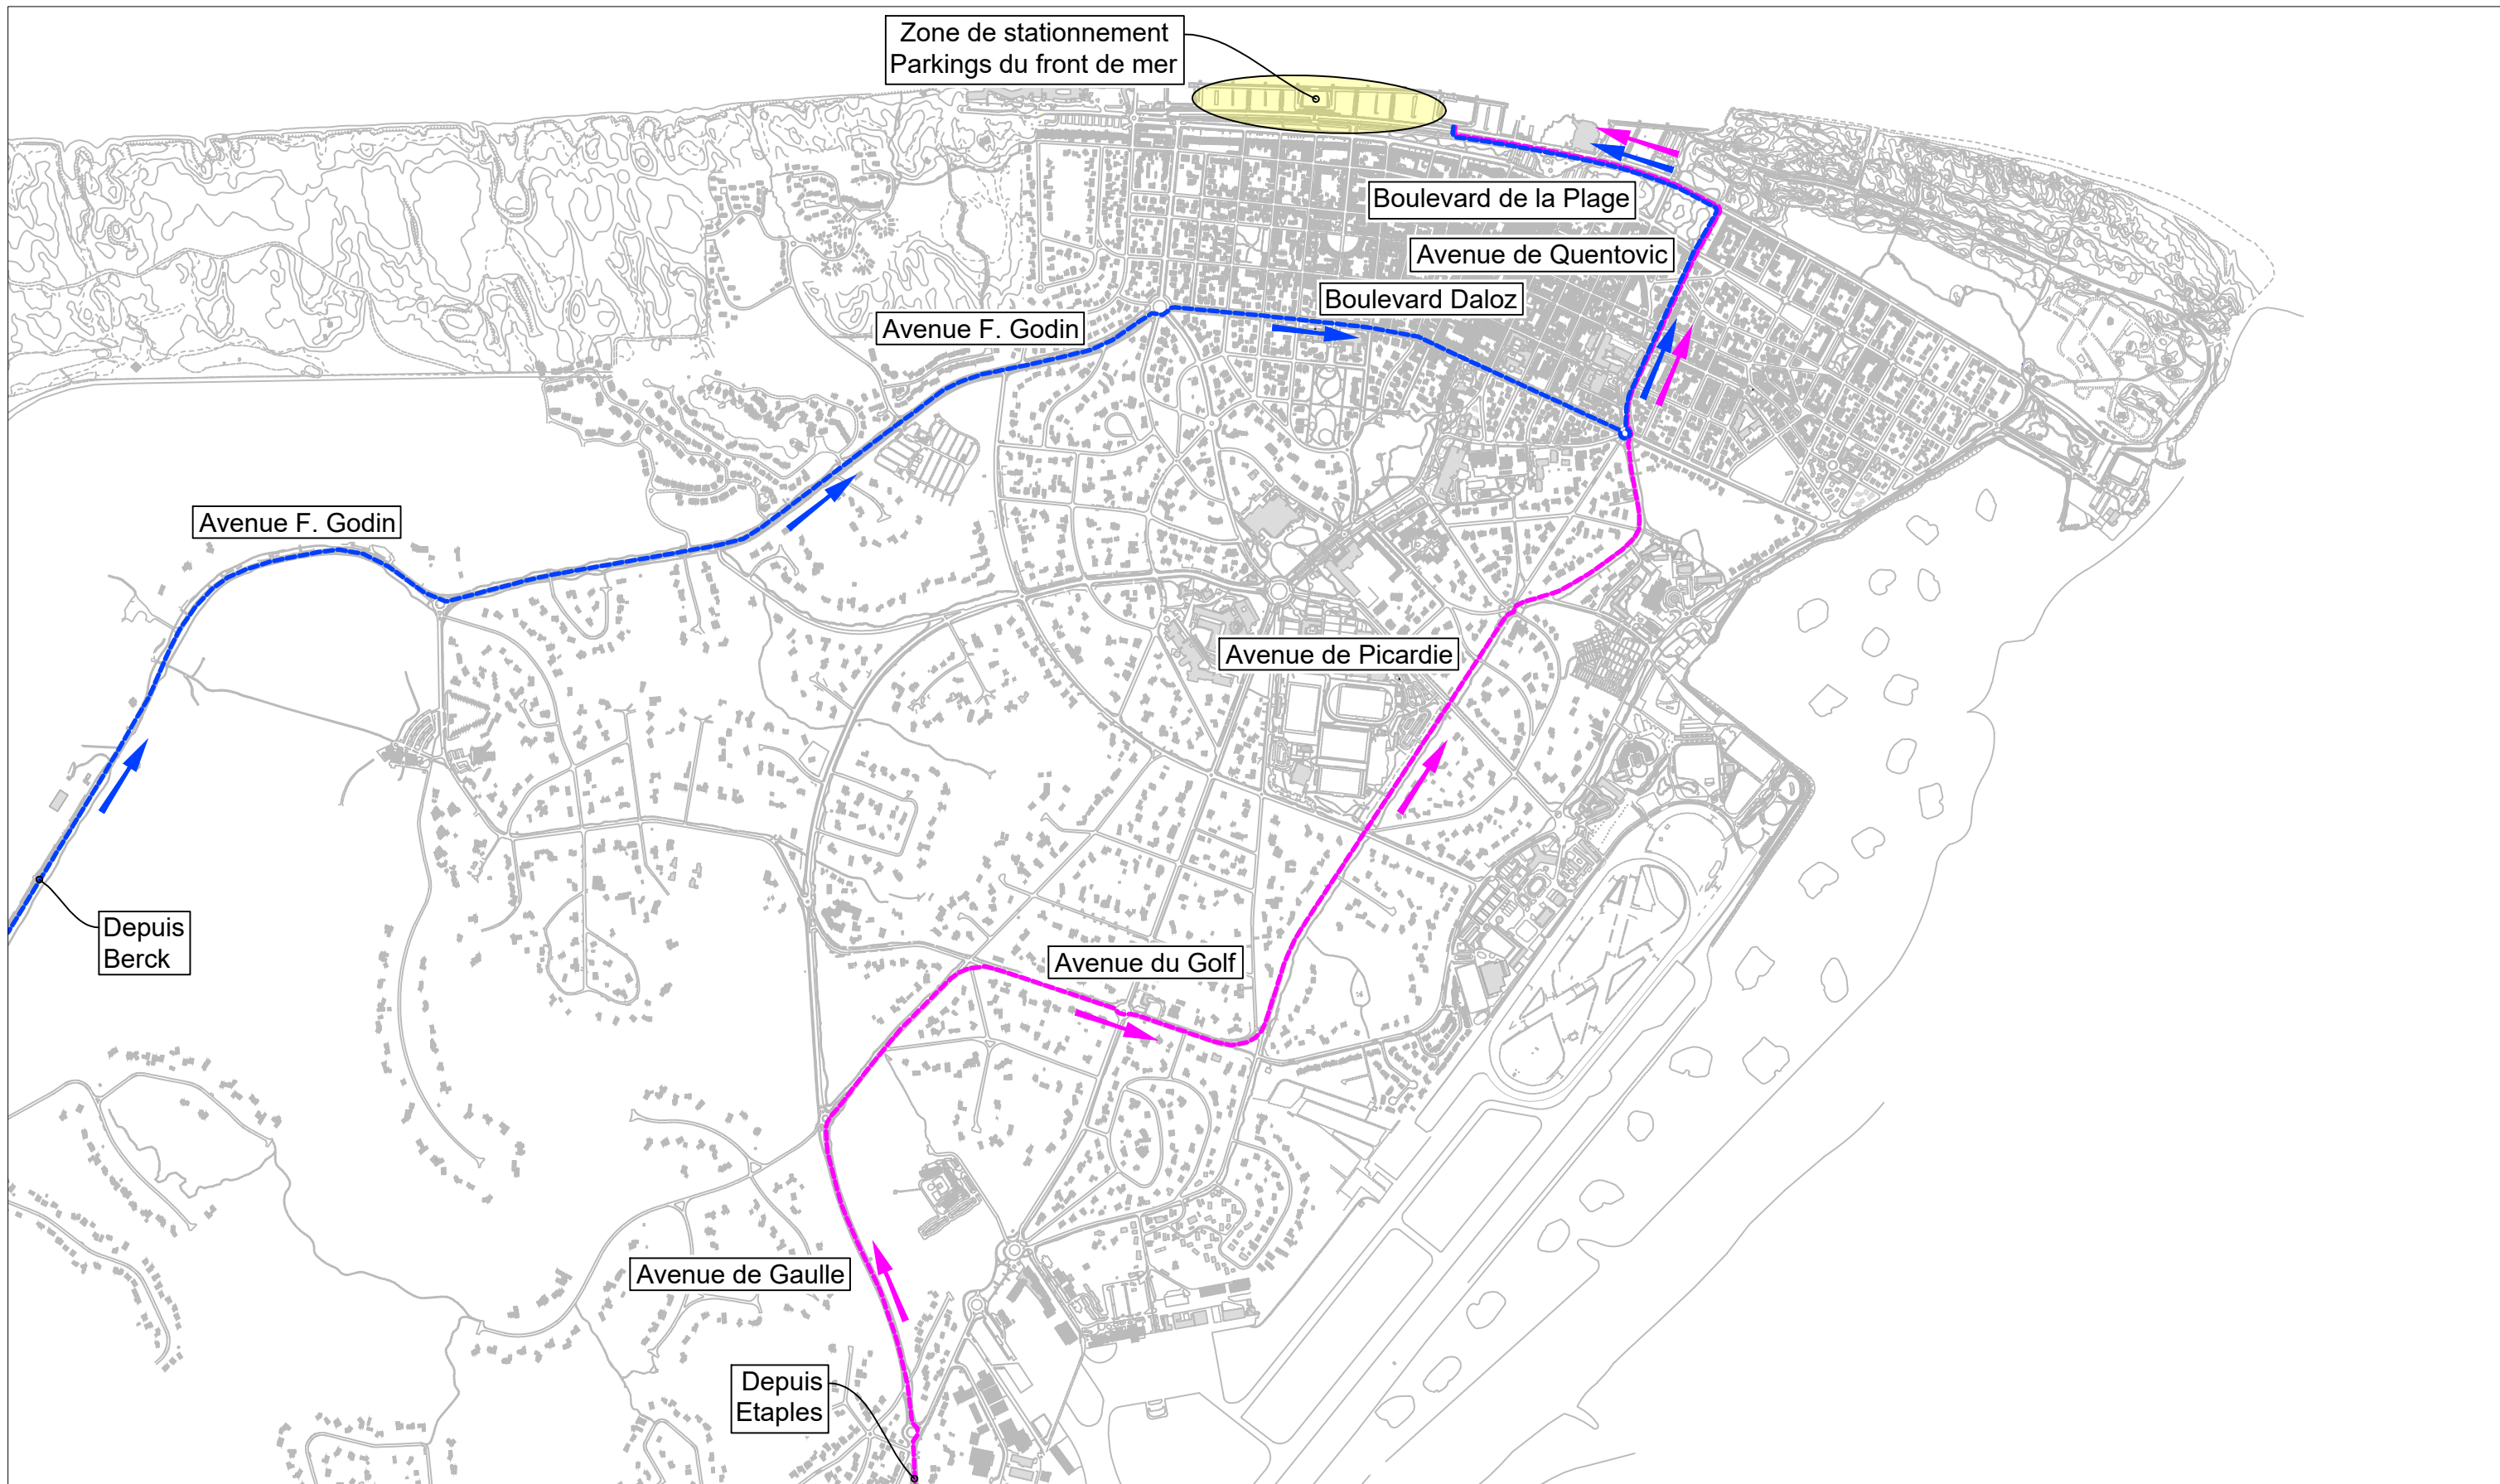 Zone de stationnement
Parkings du front de mer
Boulevard de la Plage
Avenue de Quentovic
Boulevard Daloz
Avenue F. Godin
Avenue F. Godin
Avenue de Picardie
Depuis
Berck
Avenue du Golf
Avenue de Gaulle
Depuis
Etaples